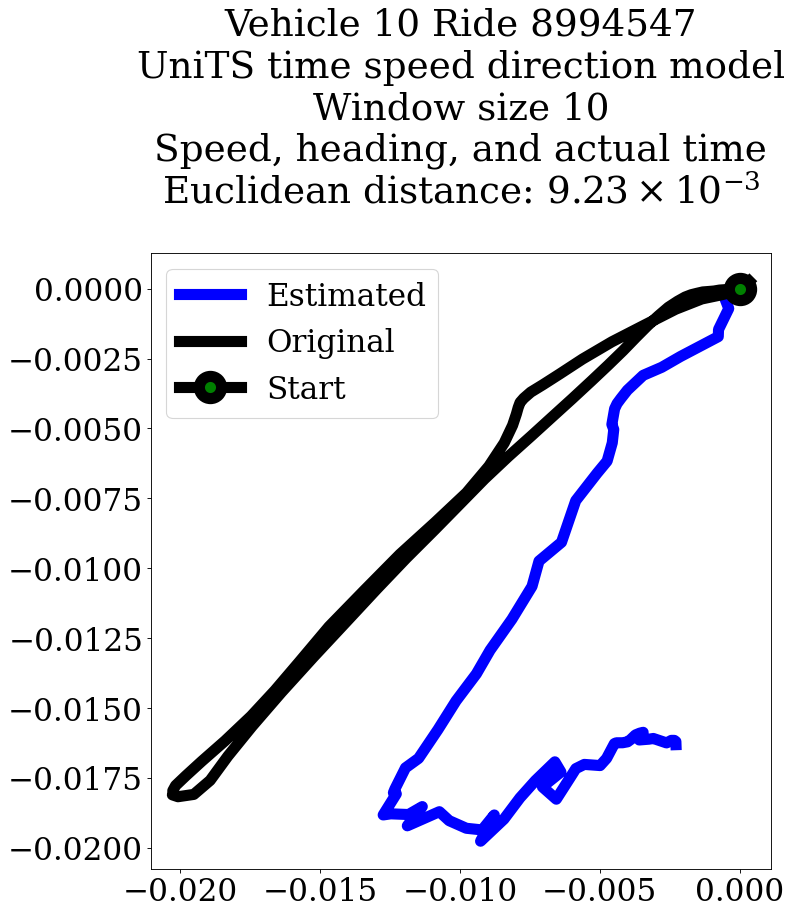 Vehicle 10 Ride 8994547
UniTS time speed direction model
Window size 10
Speed, heading, and actual time
Euclidean distance: 9.23 × 10⁻³
Estimated
Original
Start
0.0000
−0.0025
−0.0050
−0.0075
−0.0100
−0.0125
−0.0150
−0.0175
−0.0200
−0.020 −0.015 −0.010 −0.005 0.000